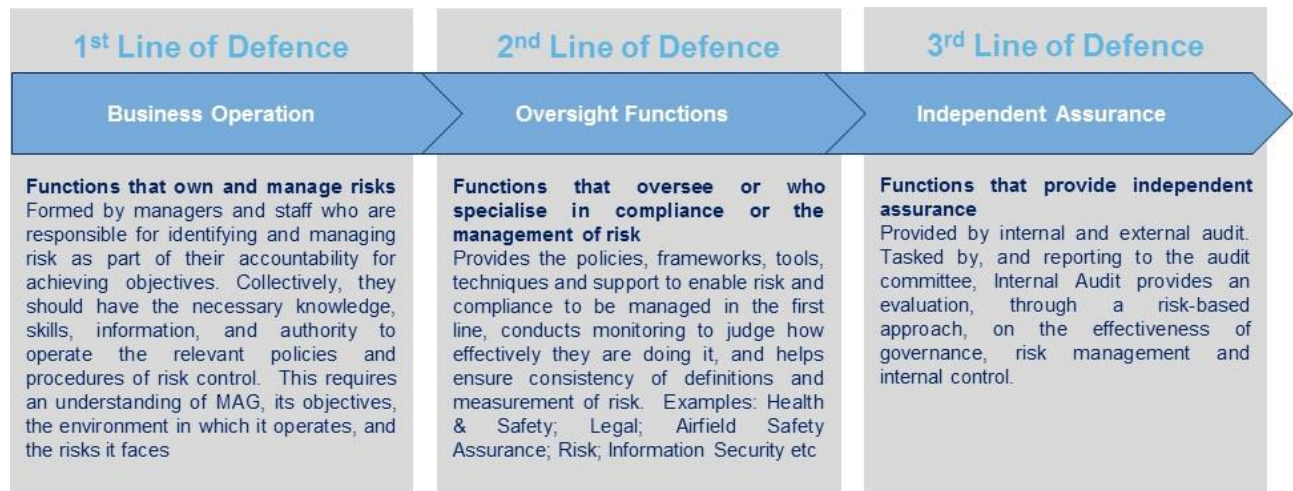 1st Line of Defence
Business Operation
Functions that own and manage risks
Formed by managers and staff who are
responsible for identifying and managing
risk as part of their accountability for
achieving objectives. Collectively, they
should have the necessary knowledge,
skills, information, and authority to
operate the relevant policies and
procedures of risk control. This requires
an understanding of MAG, its objectives,
the environment in which it operates, and
the risks it faces
2nd Line of Defence
Oversight Functions
Functions that oversee or who
specialise in compliance or the
management of risk
Provides the policies, frameworks, tools,
techniques and support to enable risk and
compliance to be managed in the first
line, conducts monitoring to judge how
effectively they are doing it, and helps
ensure consistency of definitions and
measurement of risk. Examples: Health
& Safety; Legal; Airfield Safety
Assurance; Risk; Information Security etc
3rd Line of Defence
Independent Assurance
Functions that provide independent
assurance
Provided by internal and external audit.
Tasked by, and reporting to the audit
committee, Internal Audit provides an
evaluation, through a risk-based
approach, on the effectiveness of
governance, risk management and
internal control.